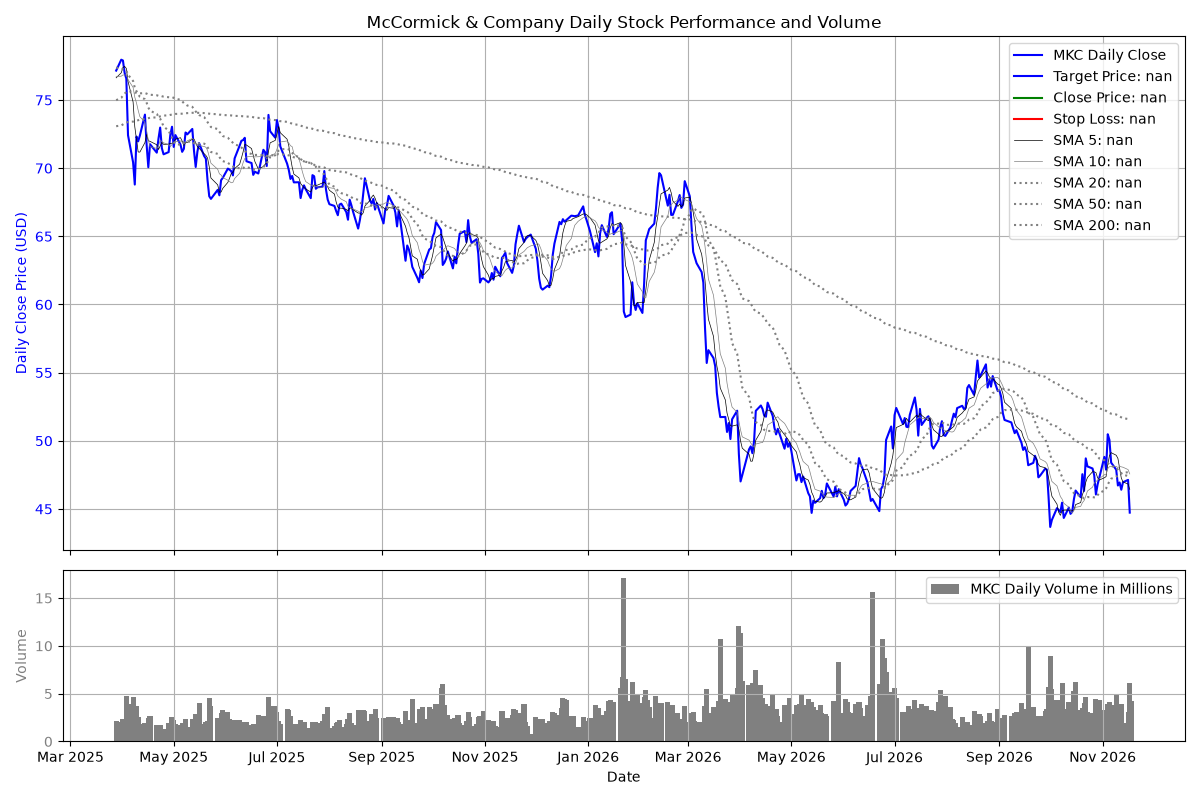 McCormick & Company Daily Stock Performance and Volume
Daily Close Price (USD)
75
70
65
60
55
50
45
MKC Daily Close
Target Price: nan
Close Price: nan
Stop Loss: nan
SMA 5: nan
SMA 10: nan
SMA 20: nan
SMA 50: nan
SMA 200: nan
Volume
15
10
5
0
MKC Daily Volume in Millions
Mar 2025 May 2025 Jul 2025 Sep 2025 Nov 2025 Jan 2026 Mar 2026 May 2026 Jul 2026 Sep 2026 Nov 2026
Date